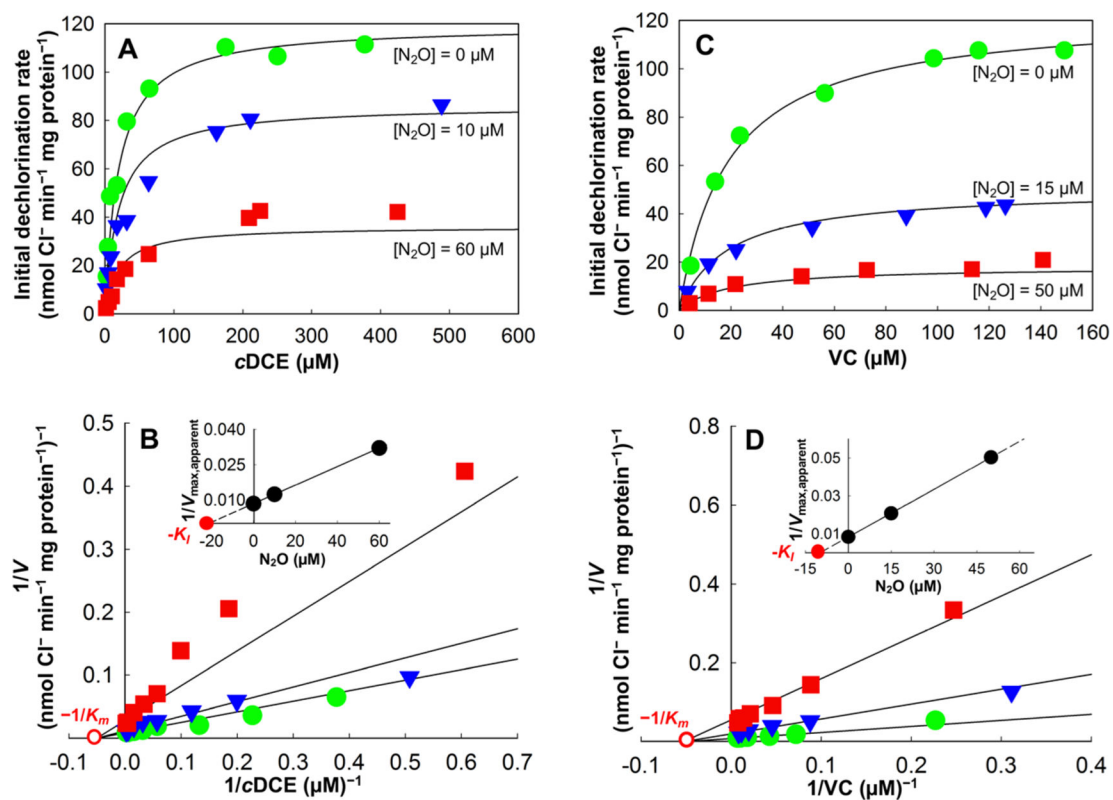 A
Initial dechlorination rate
(nmol Cl⁻ min⁻¹ mg protein⁻¹)
120
100
80
60
40
20
0
[N₂O] = 0 μM
[N₂O] = 10 μM
[N₂O] = 60 μM
0 100 200 300 400 500 600
cDCE (μM)
C
Initial dechlorination rate
(nmol Cl⁻ min⁻¹ mg protein⁻¹)
120
100
80
60
40
20
0
[N₂O] = 0 μM
[N₂O] = 15 μM
[N₂O] = 50 μM
0 20 40 60 80 100 120 140 160
VC (μM)
B
1/V
(nmol Cl⁻ min⁻¹ mg protein⁻¹)⁻¹
0.5
0.4
0.3
0.2
0.1
−1/Kₘ
-0.1 0.0 0.1 0.2 0.3 0.4 0.5 0.6 0.7
1/cDCE (μM)⁻¹
1/Vmax,apparent
0.040
0.025
0.010
-KI
-20 0 20 40 60
N₂O (μM)
D
1/V
(nmol Cl⁻ min⁻¹ mg protein⁻¹)⁻¹
0.8
0.6
0.4
0.2
−1/Kₘ
-0.1 0.0 0.1 0.2 0.3 0.4
1/VC (μM)⁻¹
1/Vmax,apparent
0.05
0.03
0.01
-KI
-15 0 15 30 45 60
N₂O (μM)